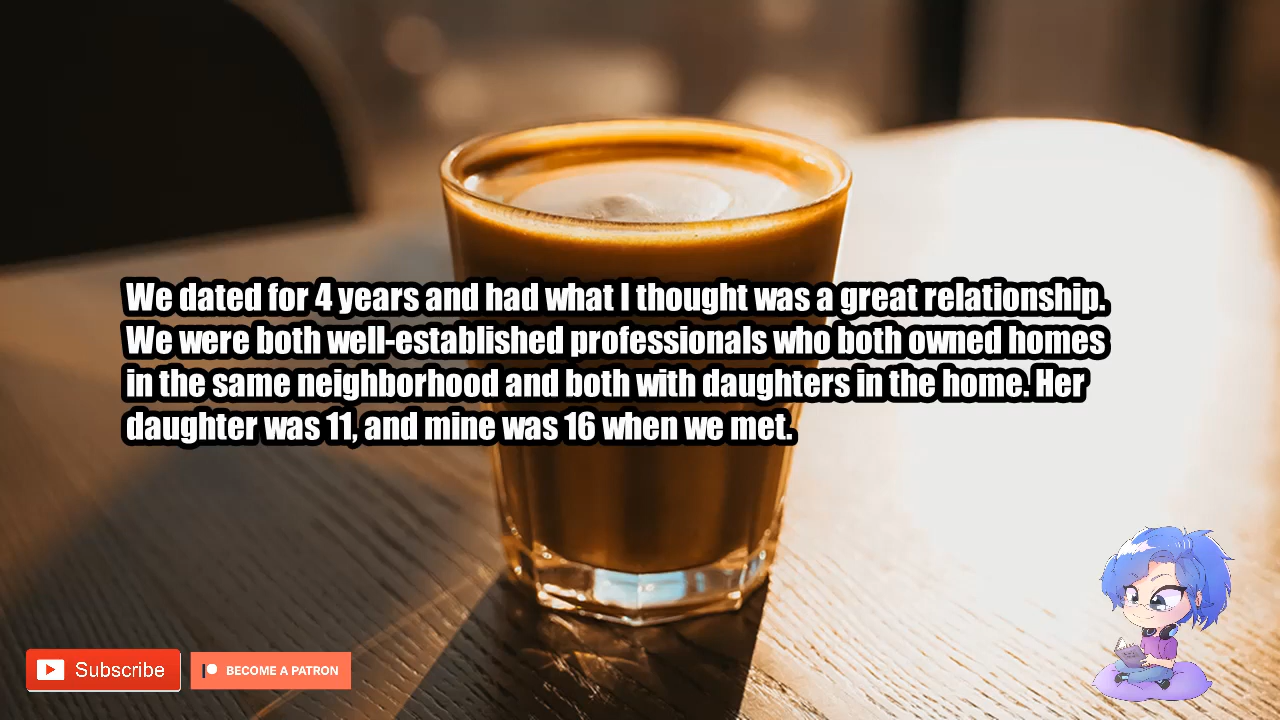 We dated for 4 years and had what I thought was a great relationship.
We were both well-established professionals who both owned homes
in the same neighborhood and both with daughters in the home. Her
daughter was 11, and mine was 16 when we met.
Subscribe
BECOME A PATRON